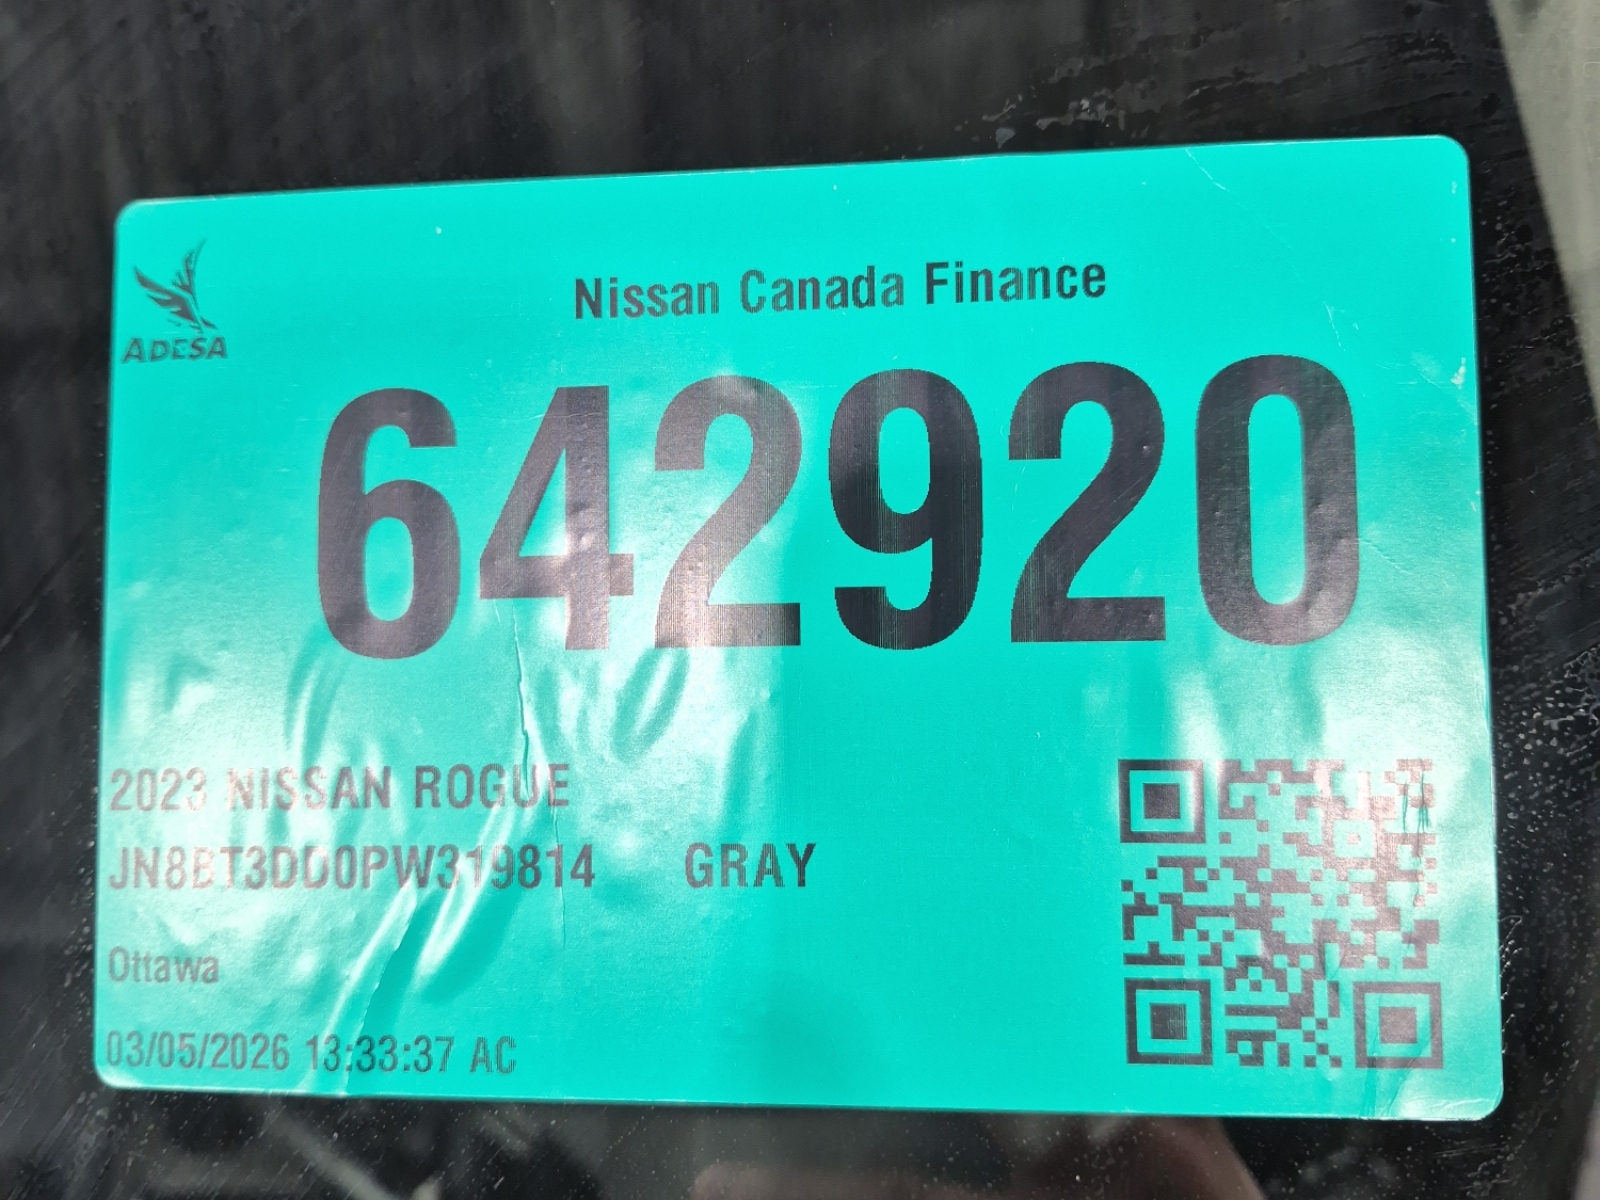 Nissan Canada Finance
ADESA
642920
2023 NISSAN ROGUE
JN8BT3DD0PW319814 GRAY
Ottawa
03/05/2026 13:33:37 AC